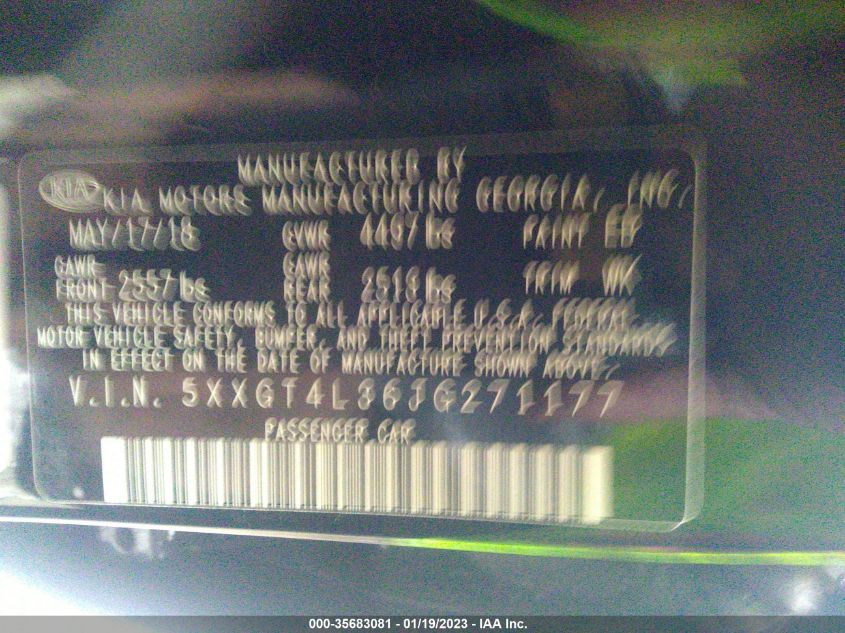 MANUFACTURED BY
KIA KIA MOTORS MANUFACTURING GEORGIA, INC.
MAY/17/18 GVWR 4407 lbs PAINT
GAWR FRONT 2557 lbs GAWR REAR lbs TRIM WK
THIS VEHICLE CONFORMS TO ALL APPLICABLE U.S.A. FEDERAL
MOTOR VEHICLE SAFETY, BUMPER, AND THEFT PREVENTION STANDARDS
IN EFFECT ON THE DATE OF MANUFACTURE SHOWN ABOVE.
V.I.N. 5XXGT4L36JG271177
PASSENGER CAR
000-35683081 - 01/19/2023 - IAA Inc.